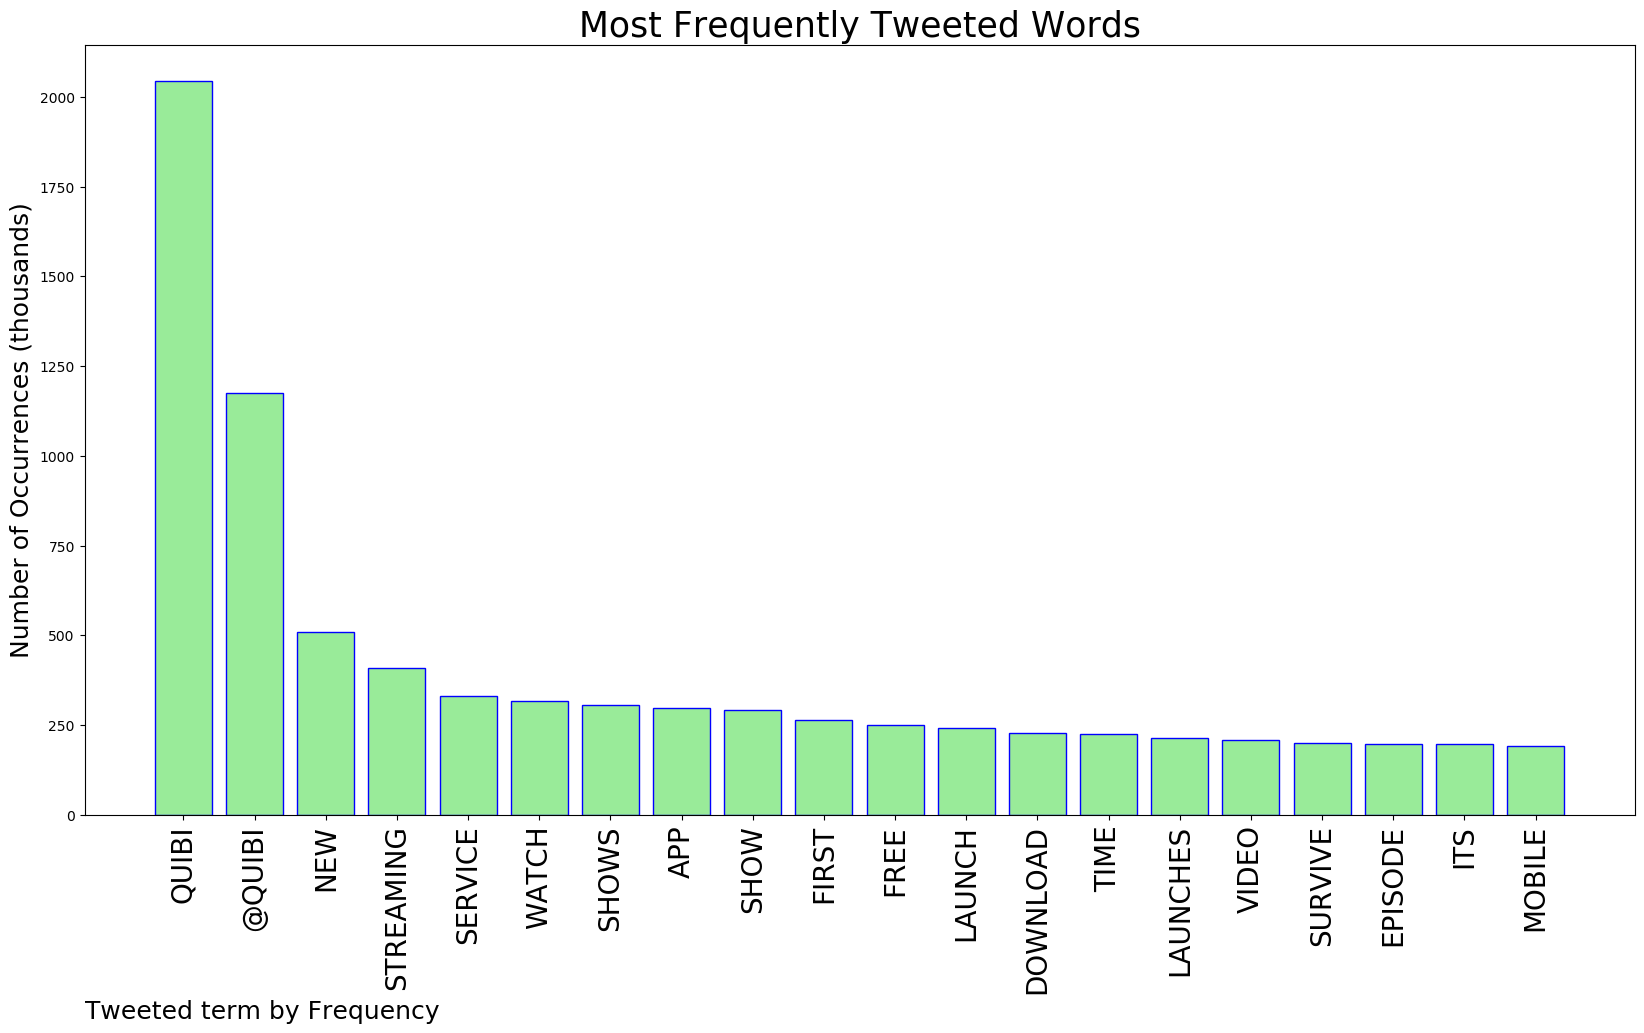 Most Frequently Tweeted Words
Number of Occurrences (thousands)
2000
1750
1500
1250
1000
750
500
250
0
QUIBI
@QUIBI
NEW
STREAMING
SERVICE
WATCH
SHOWS
APP
SHOW
FIRST
FREE
LAUNCH
DOWNLOAD
TIME
LAUNCHES
VIDEO
SURVIVE
EPISODE
ITS
MOBILE
Tweeted term by Frequency